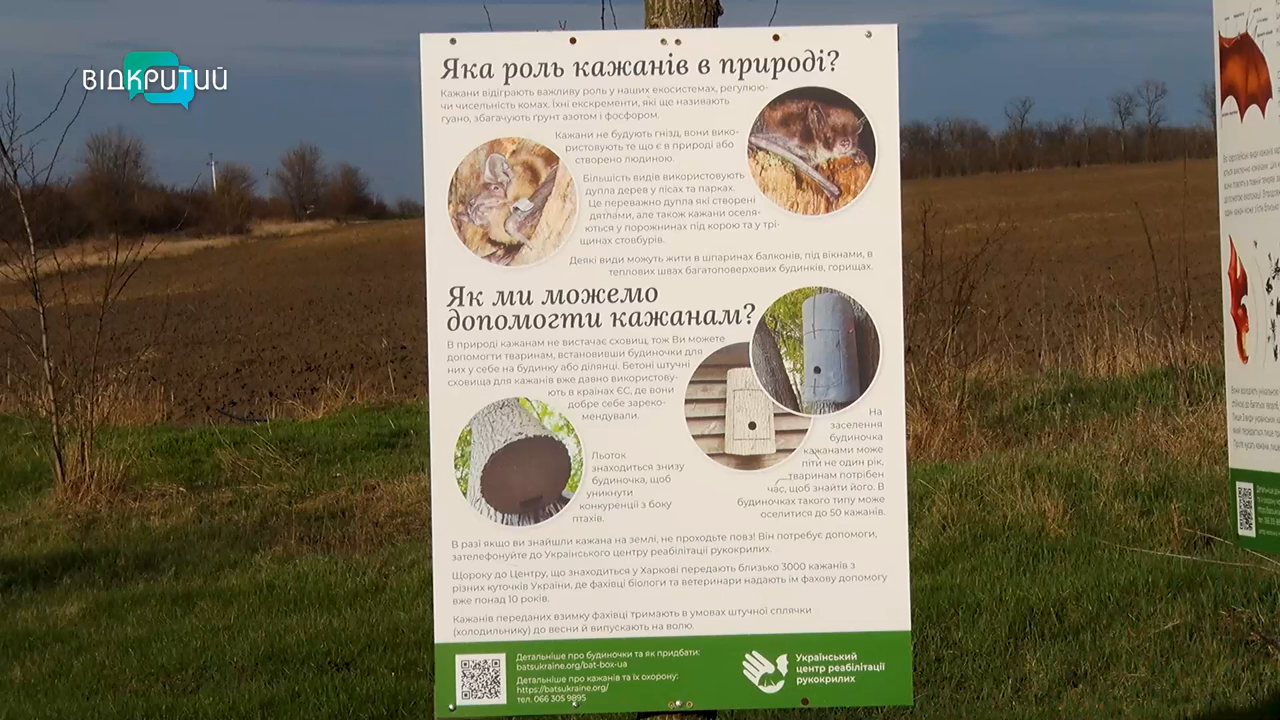 ВІДКРИТИЙ
Яка роль кажанів в природі?
Кажани відіграють важливу роль у наших екосистемах, регулюю-
чи чисельність комах. Їхні екскременти, які ще називають
гуано, збагачують ґрунт азотом і фосфором.
Кажани не будують гнізд, вони вико-
ристовують те що є в природі або
створено людиною.
Більшість видів використовують
дупла дерев у лісах та парках.
Це переважно дупла які створені
дятлами, але також кажани оселя-
ються у порожнинах під корою та у трі-
щинах стовбурів.
Деякі види можуть жити в шпаринах балконів, під вікнами, в
теплових швах багатоповерхових будинків, горищах.
Як ми можемо
допомогти кажанам?
В природі кажанам не вистачає сховищ, тож Ви можете
допомогти тваринам, встановивши будиночки для
них у себе на будинку або ділянці. Бетоні штучні
сховища для кажанів вже давно використову-
ють в країнах ЄС, де вони
добре себе зареко-
мендували.
Льоток
знаходиться знизу
будиночка, щоб
уникнути
конкуренції з боку
птахів.
На
заселення
будиночка
кажанами може
піти не один рік,
тваринам потрібен
час, щоб знайти його. В
будиночках такого типу може
оселитися до 50 кажанів.
В разі якщо ви знайшли кажана на землі, не проходьте повз! Він потребує допомоги,
зателефонуйте до Українського центру реабілітації рукокрилих.
Щороку до Центру, що знаходиться у Харкові передають близько 3000 кажанів з
різних куточків України, де фахівці біологи та ветеринари надають їм фахову допомогу
вже понад 10 років.
Кажанів переданих взимку фахівці тримають в умовах штучної сплячки
(холодильнику) до весни й випускають на волю.
Детальніше про будиночки та як придбати:
batsukraine.org/bat-box-ua
Детальніше про кажанів та їх охорону:
https://batsukraine.org/
тел. 066 305 9895
Український
центр реабілітації
рукокрилих